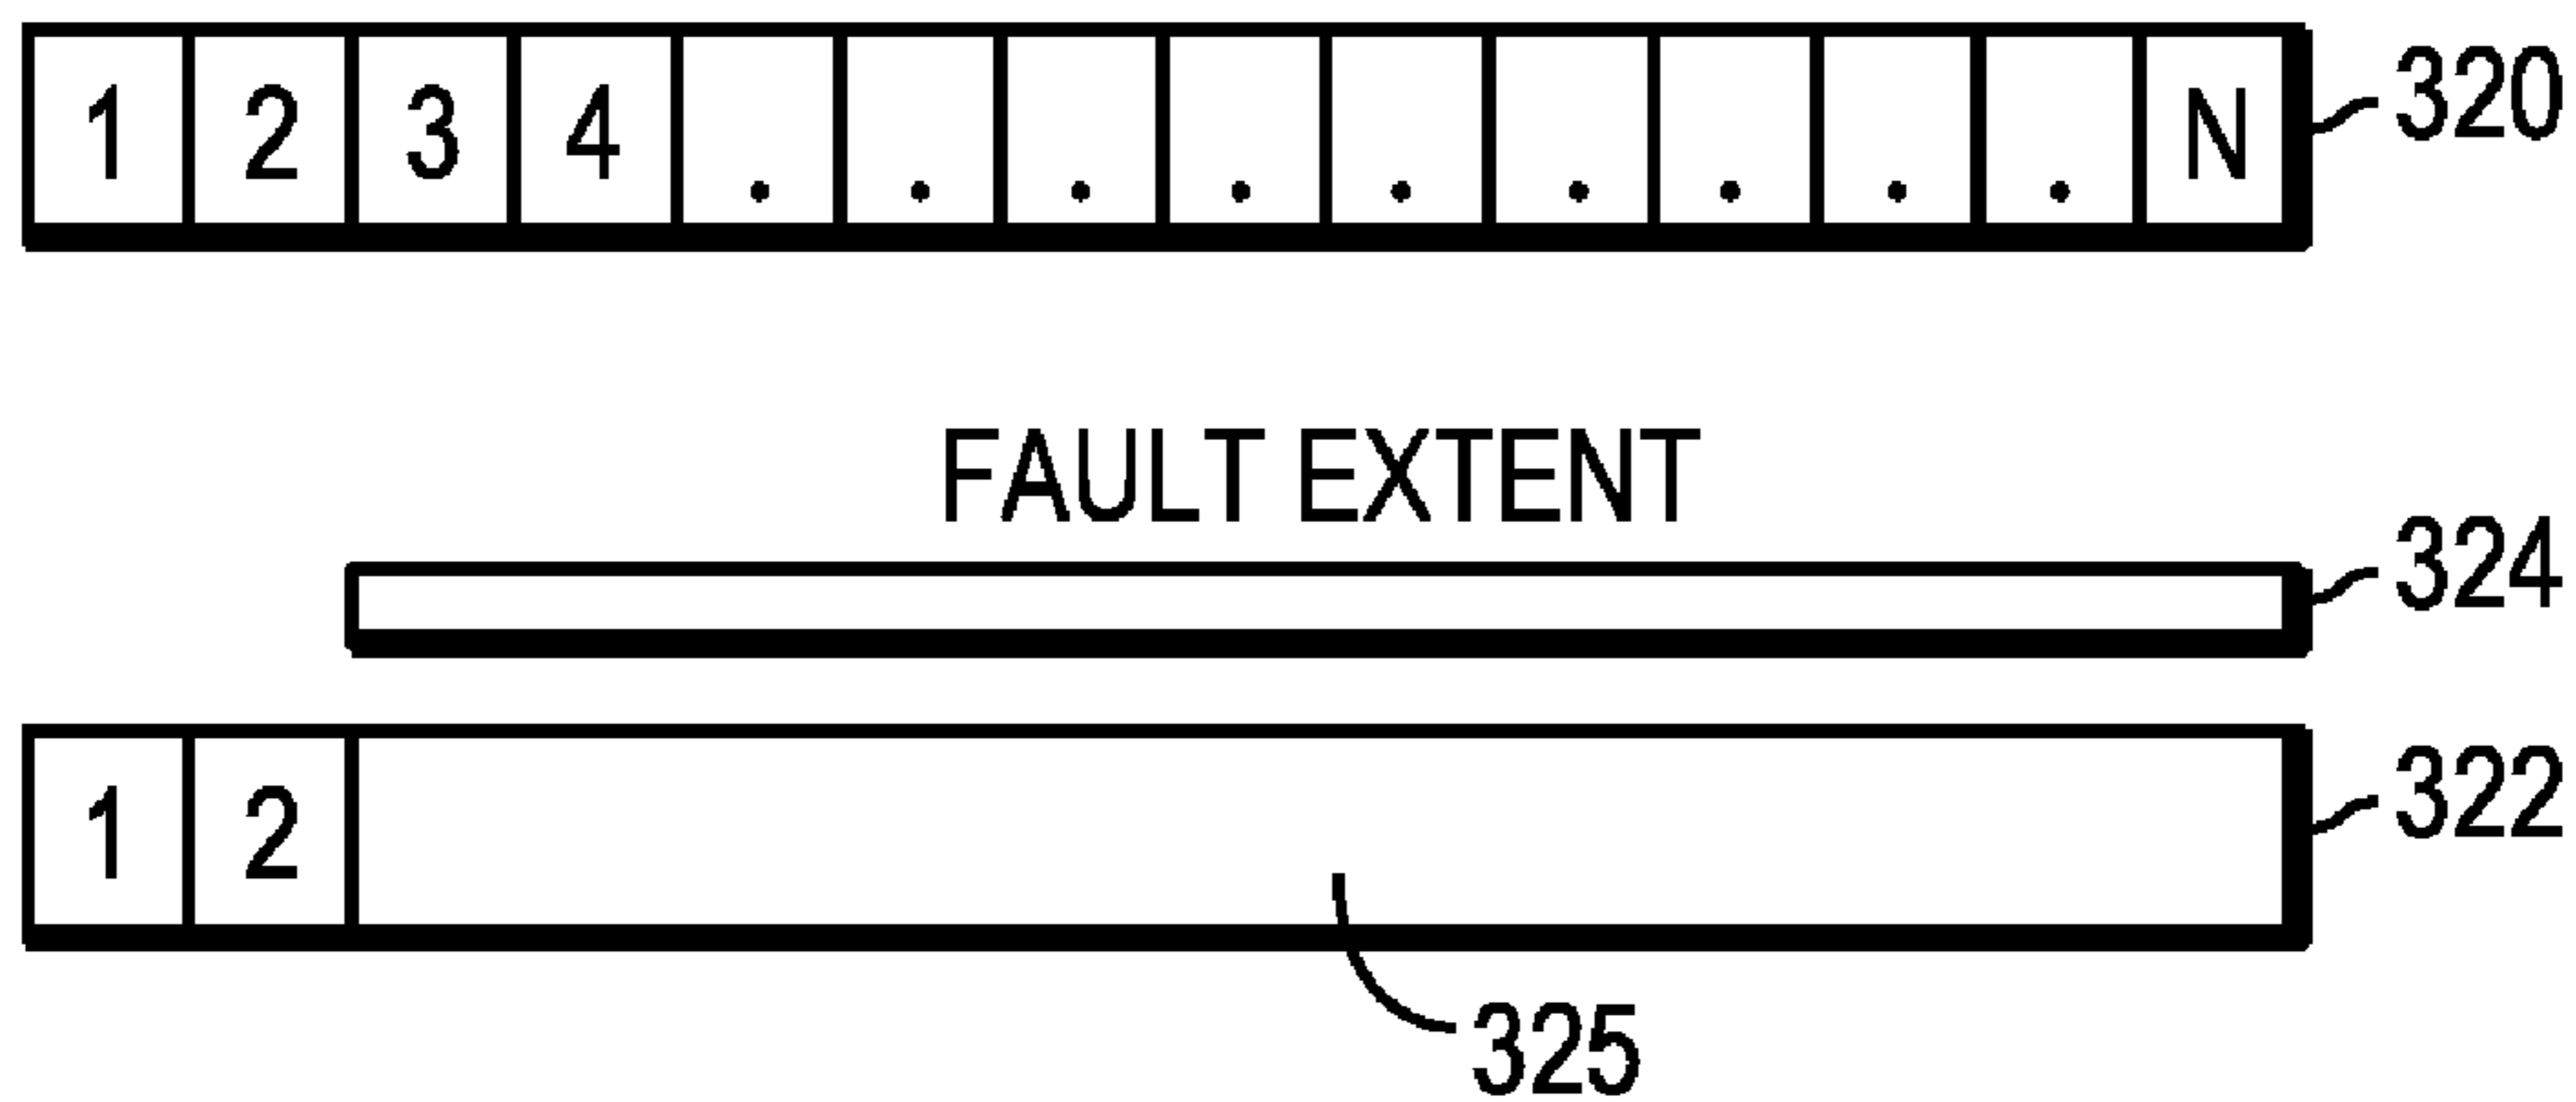 1 2 3 4 . . . . . . . . . N 320
FAULT EXTENT
324
1 2 322
325